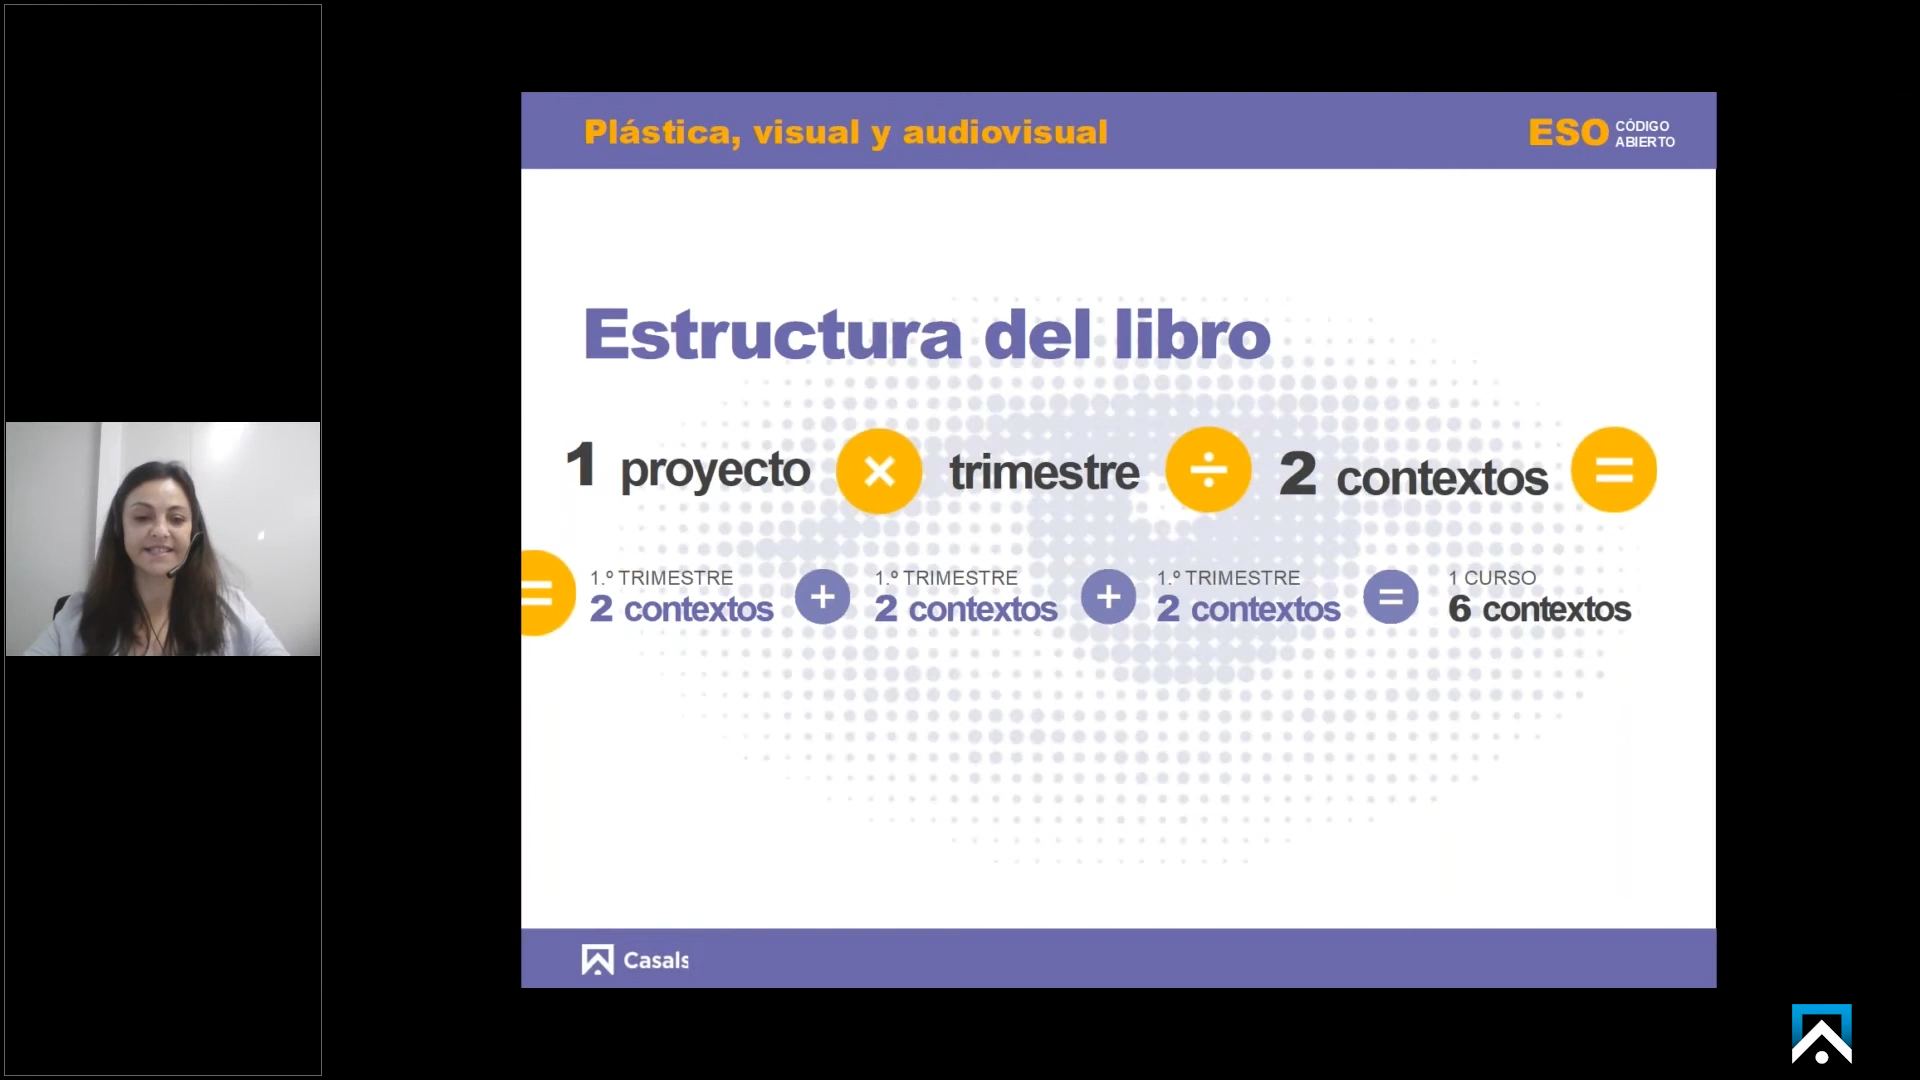 Plástica, visual y audiovisual
ESO CÓDIGO ABIERTO
Estructura del libro
1 proyecto × trimestre ÷ 2 contextos =
= 1.º TRIMESTRE + 1.º TRIMESTRE + 1.º TRIMESTRE = 1 CURSO
2 contextos 2 contextos 2 contextos 6 contextos
Casals